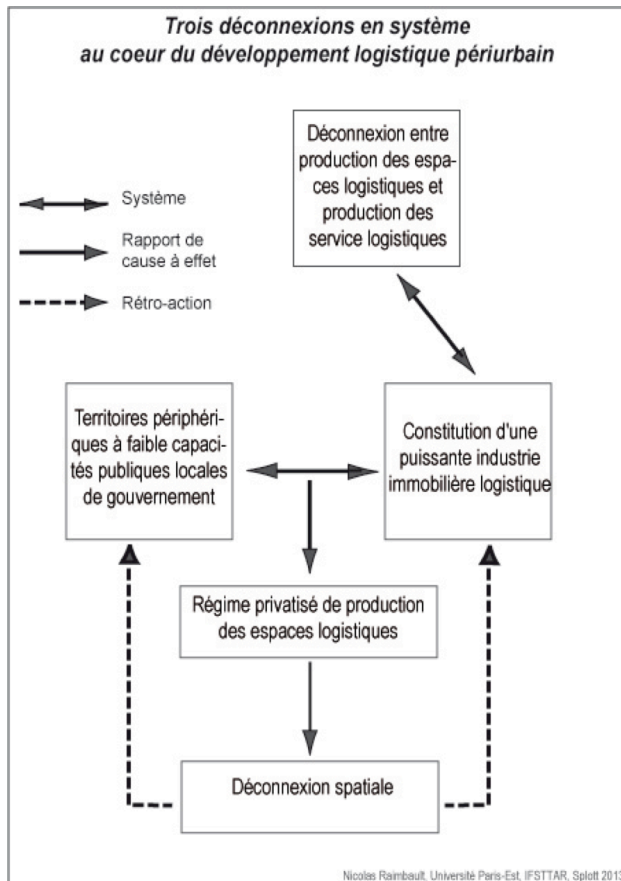 Trois déconnexions en système
au coeur du développement logistique périurbain
Déconnexion entre
production des espa-
ces logistiques et
production des
service logistiques
Système
Rapport de
cause à effet
Rétro-action
Territoires périphéri-
ques à faible capaci-
tés publiques locales
de gouvernement
Constitution d'une
puissante industrie
immobilière logistique
Régime privatisé de production
des espaces logistiques
Déconnexion spatiale
Nicolas Raimbault, Université Paris-Est, IFSTTAR, Splott 2013